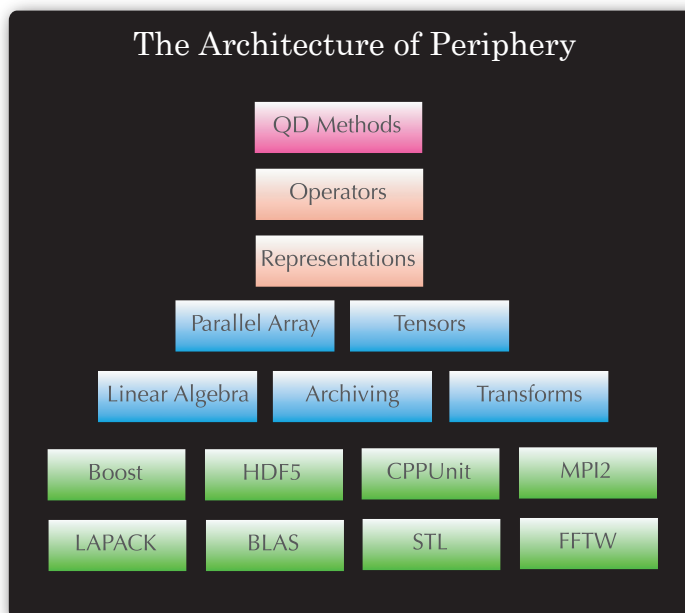 The Architecture of Periphery
QD Methods
Operators
Representations
Parallel Array Tensors
Linear Algebra Archiving Transforms
Boost HDF5 CPPUnit MPI2
LAPACK BLAS STL FFTW